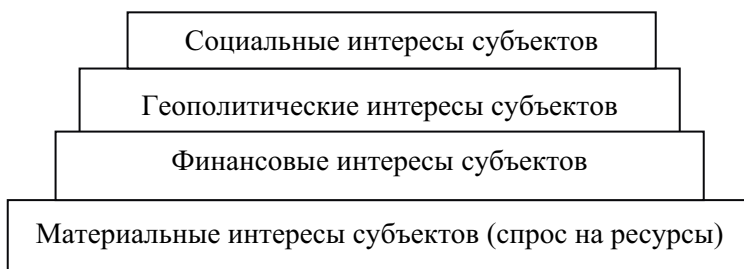 Социальные интересы субъектов
Геополитические интересы субъектов
Финансовые интересы субъектов
Материальные интересы субъектов (спрос на ресурсы)